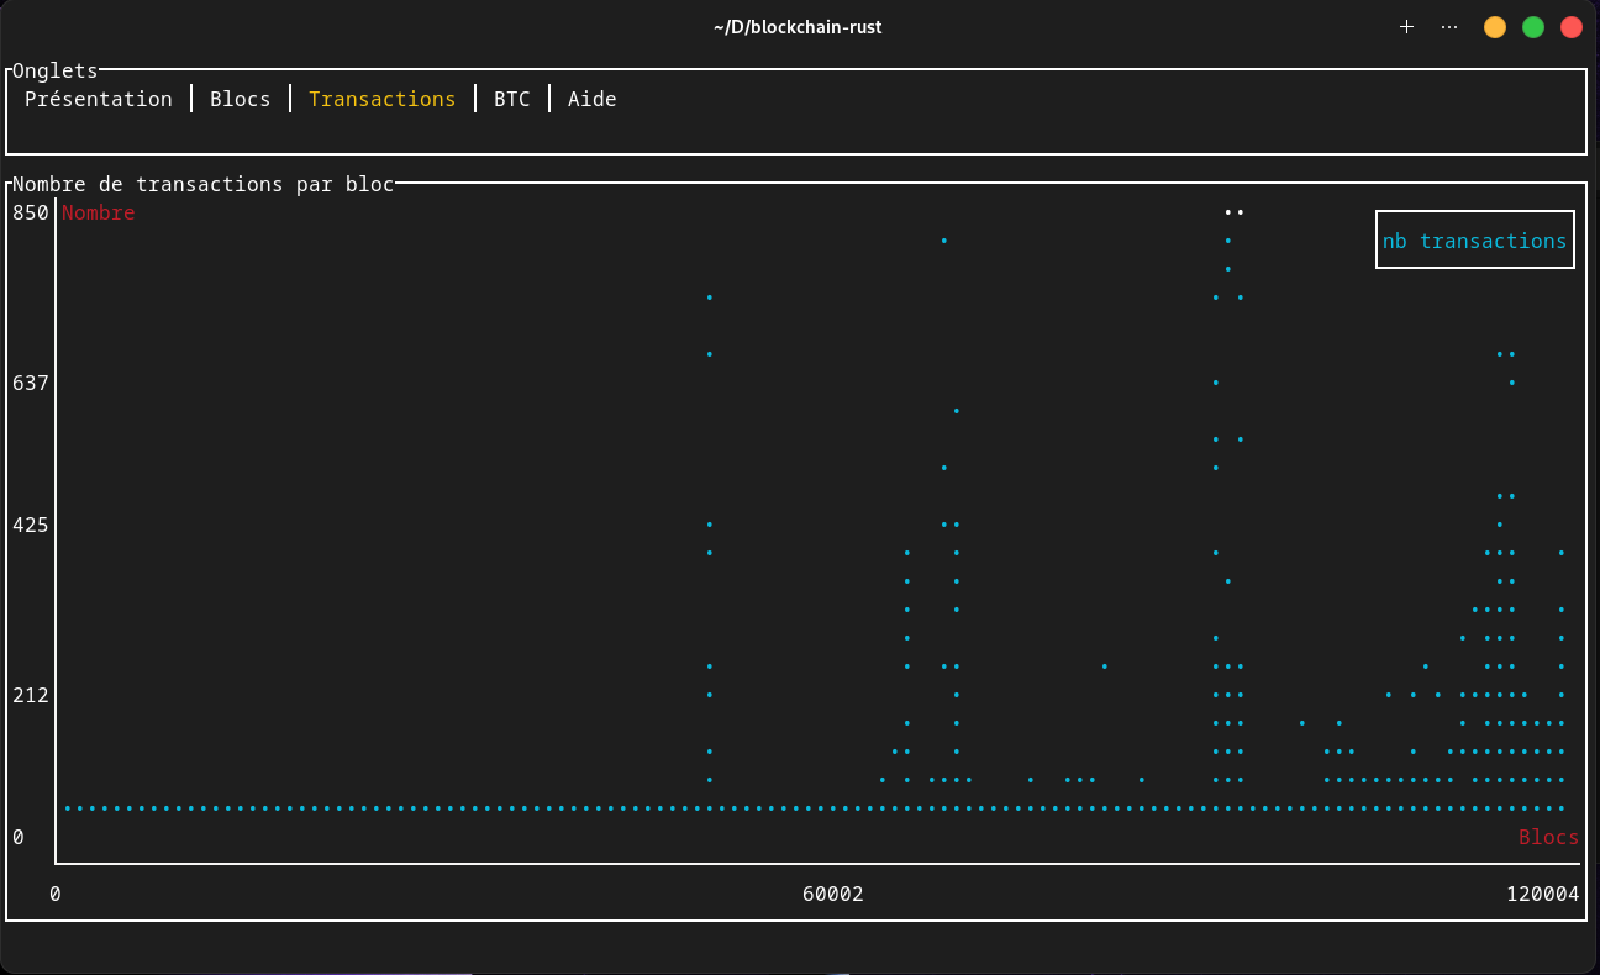 ~/D/blockchain-rust
Onglets
Présentation | Blocs | Transactions | BTC | Aide
Nombre de transactions par bloc
850 Nombre
nb transactions
637
425
212
0
Blocs
0 60002 120004